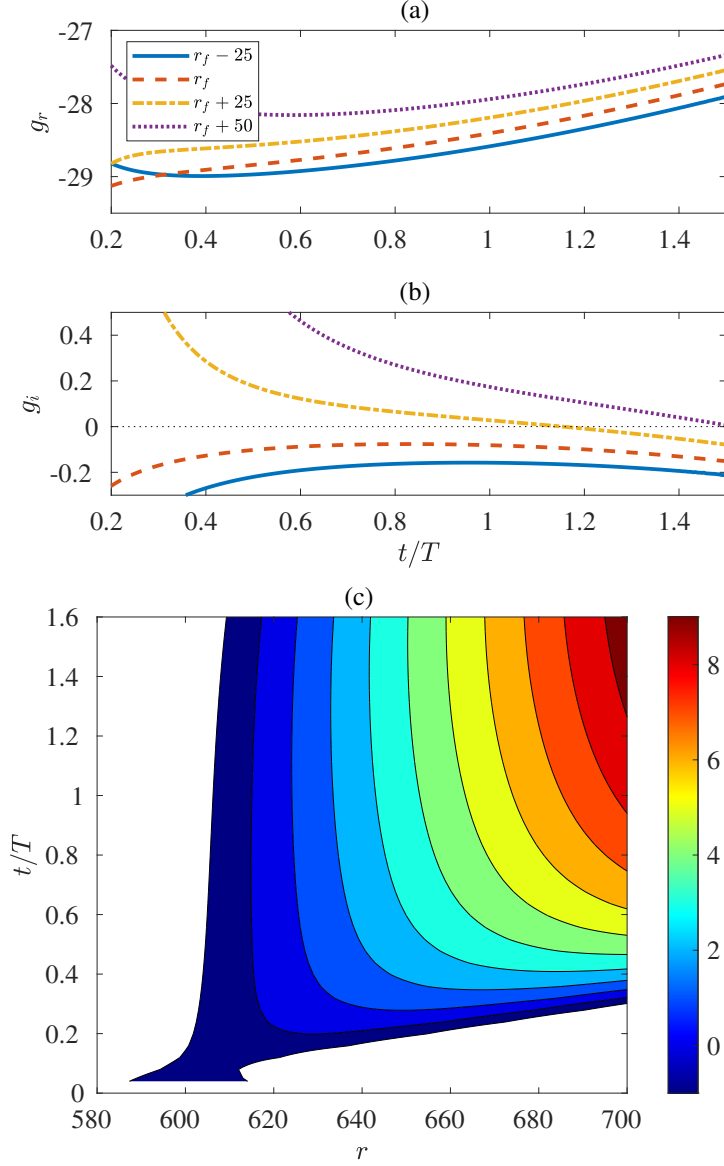 (a)
-27
-28
-29
g_r
r_f − 25
r_f
r_f + 25
r_f + 50
0.2 0.4 0.6 0.8 1 1.2 1.4
(b)
0.4
0.2
0
-0.2
g_i
0.2 0.4 0.6 0.8 1 1.2 1.4
t/T
(c)
1.6
1.4
1.2
1
0.8
0.6
0.4
0.2
0
t/T
580 600 620 640 660 680 700
r
8
6
4
2
0